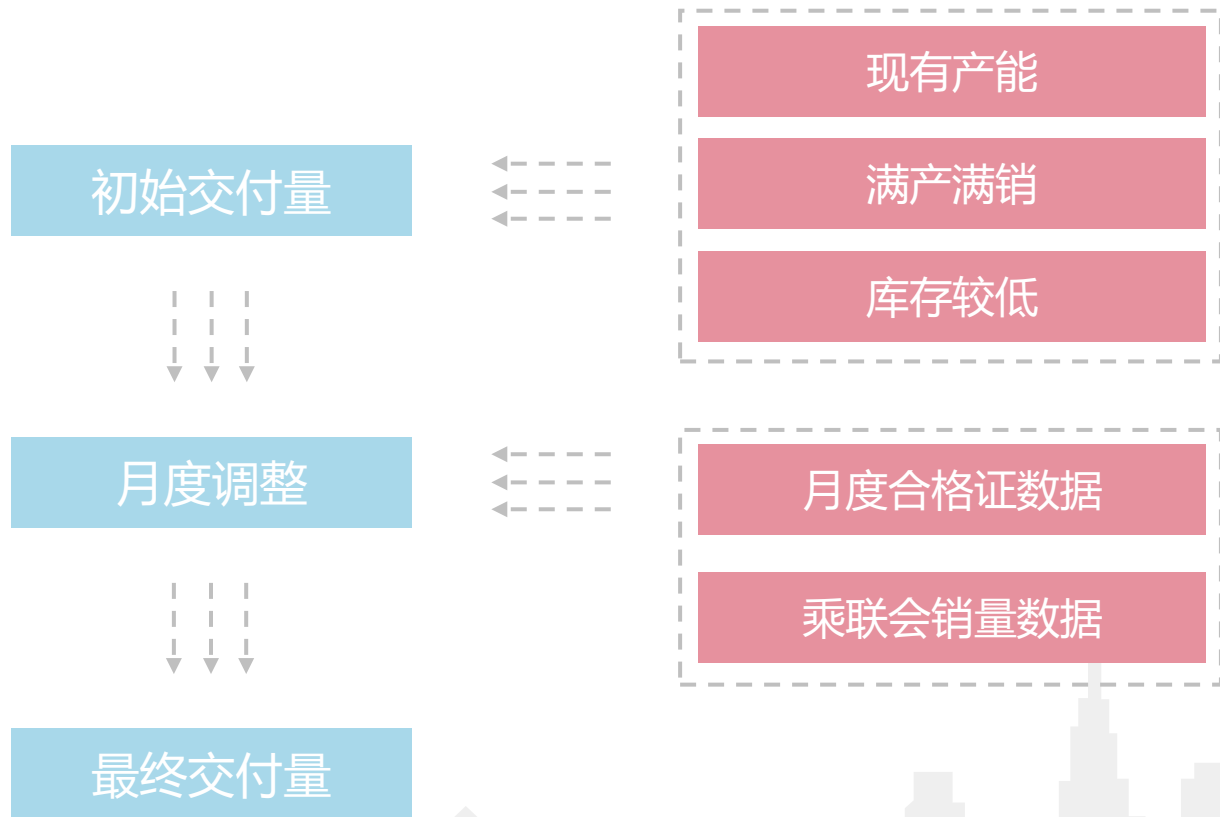 现有产能
初始交付量
满产满销
库存较低
月度调整
月度合格证数据
乘联会销量数据
最终交付量